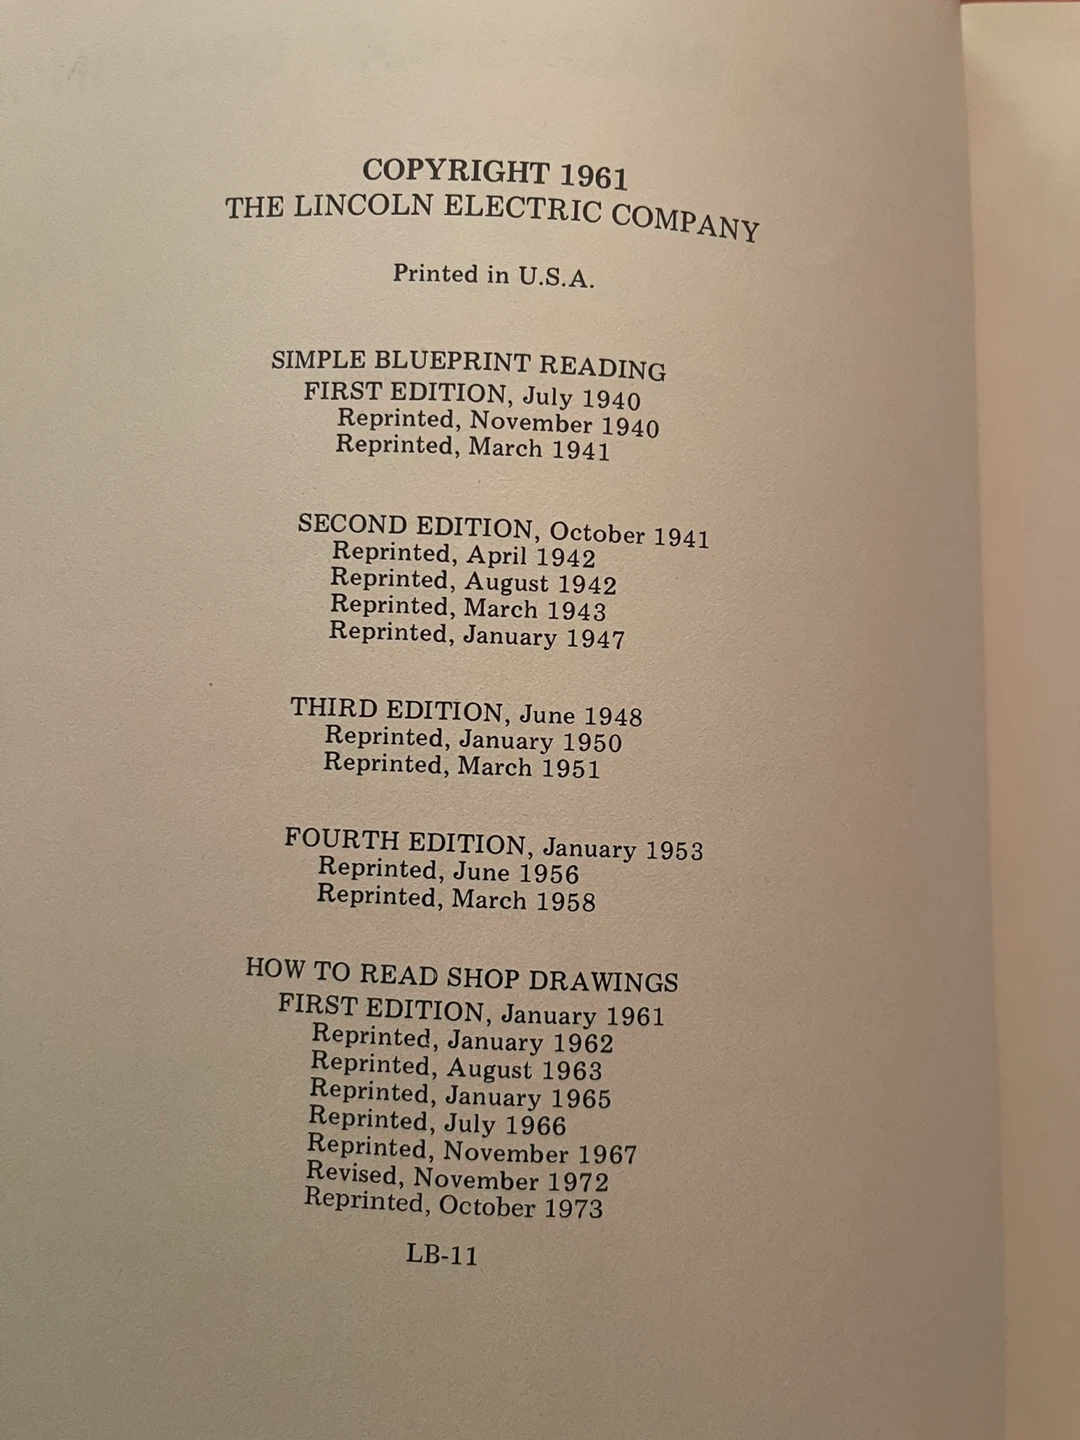 COPYRIGHT 1961
THE LINCOLN ELECTRIC COMPANY
Printed in U.S.A.
SIMPLE BLUEPRINT READING
FIRST EDITION, July 1940
Reprinted, November 1940
Reprinted, March 1941
SECOND EDITION, October 1941
Reprinted, April 1942
Reprinted, August 1942
Reprinted, March 1943
Reprinted, January 1947
THIRD EDITION, June 1948
Reprinted, January 1950
Reprinted, March 1951
FOURTH EDITION, January 1953
Reprinted, June 1956
Reprinted, March 1958
HOW TO READ SHOP DRAWINGS
FIRST EDITION, January 1961
Reprinted, January 1962
Reprinted, August 1963
Reprinted, January 1965
Reprinted, July 1966
Reprinted, November 1967
Revised, November 1972
Reprinted, October 1973
LB-11